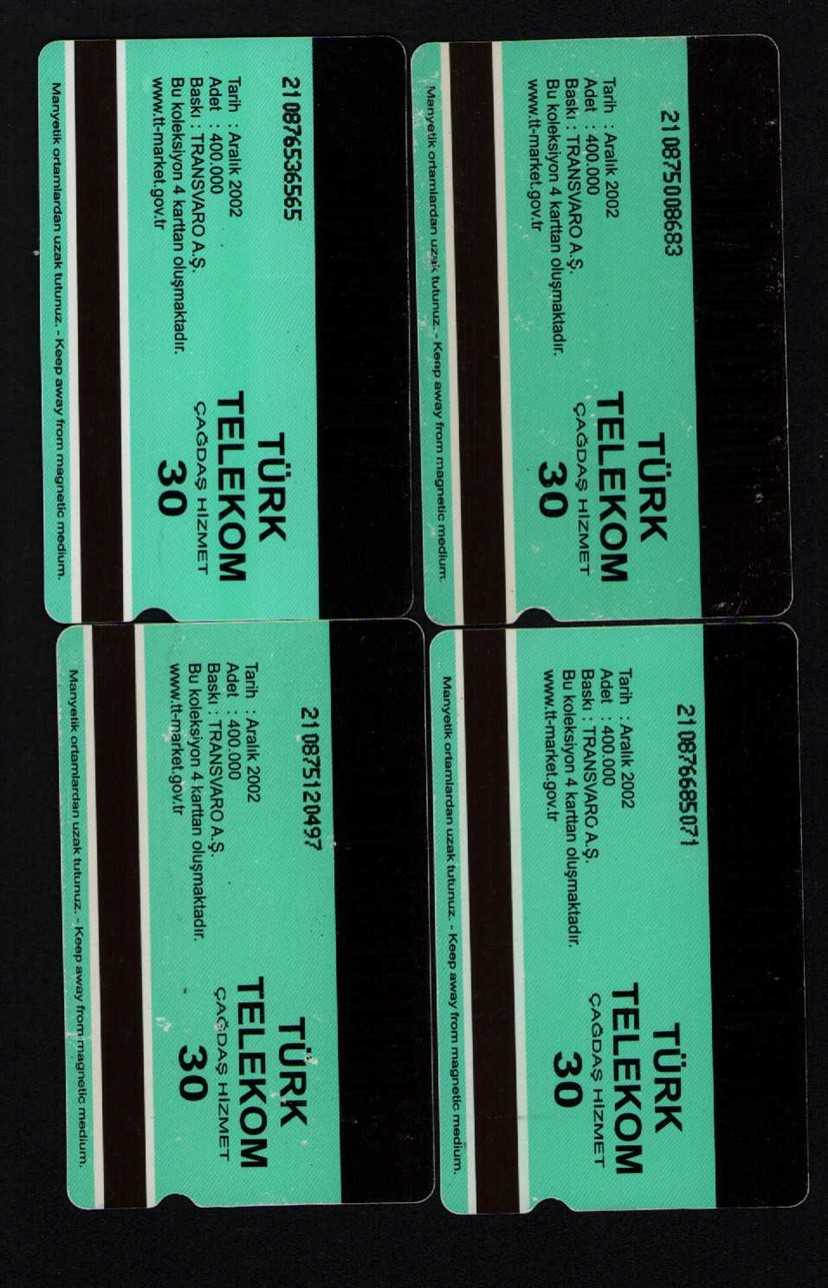 210876536565
Tarih : Aralık 2002
Adet : 400.000
Baskı : TRANSVARO A.Ş.
Bu koleksiyon 4 karttan oluşmaktadır.
www.tt-market.gov.tr
TÜRK
TELEKOM
ÇAĞDAŞ HİZMET
30
Manyetik ortamlardan uzak tutunuz. - Keep away from magnetic medium.
210875008683
Tarih : Aralık 2002
Adet : 400.000
Baskı : TRANSVARO A.Ş.
Bu koleksiyon 4 karttan oluşmaktadır.
www.tt-market.gov.tr
TÜRK
TELEKOM
ÇAĞDAŞ HİZMET
30
Manyetik ortamlardan uzak tutunuz. - Keep away from magnetic medium.
210875120497
Tarih : Aralık 2002
Adet : 400.000
Baskı : TRANSVARO A.Ş.
Bu koleksiyon 4 karttan oluşmaktadır.
www.tt-market.gov.tr
TÜRK
TELEKOM
ÇAĞDAŞ HİZMET
30
Manyetik ortamlardan uzak tutunuz. - Keep away from magnetic medium.
210876685071
Tarih : Aralık 2002
Adet : 400.000
Baskı : TRANSVARO A.Ş.
Bu koleksiyon 4 karttan oluşmaktadır.
www.tt-market.gov.tr
TÜRK
TELEKOM
ÇAĞDAŞ HİZMET
30
Manyetik ortamlardan uzak tutunuz. - Keep away from magnetic medium.